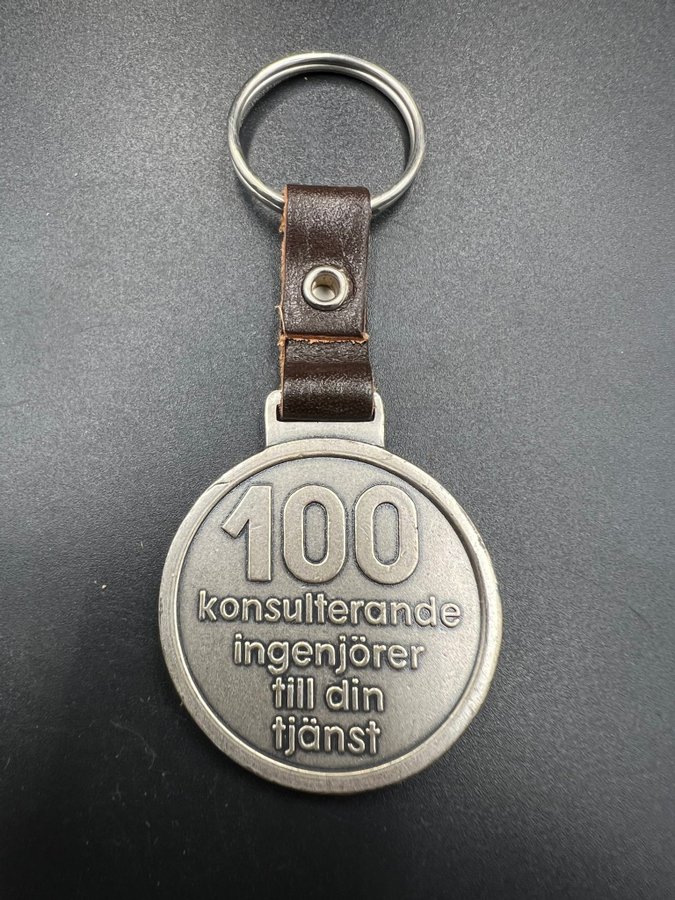 100
konsulterande
ingenjörer
till din
tjänst